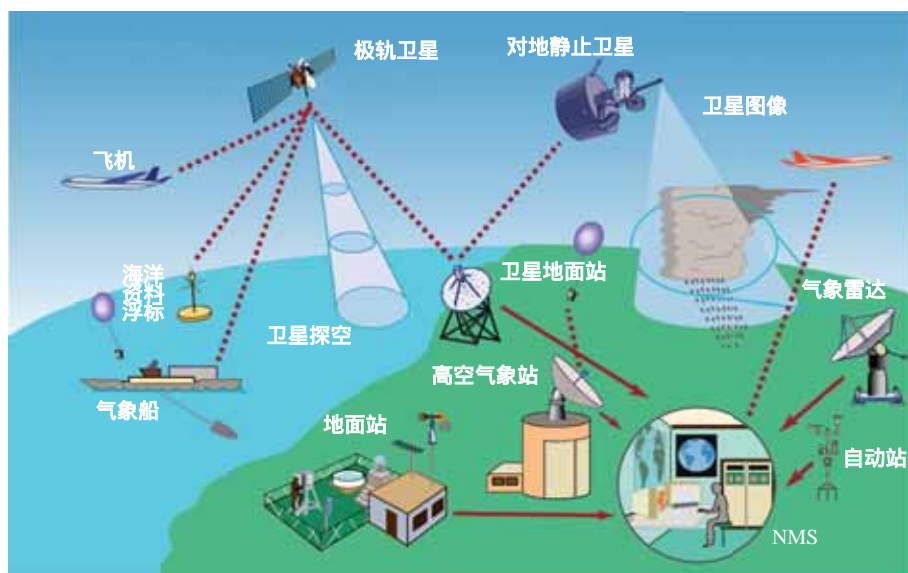 极轨卫星
对地静止卫星
卫星图像
飞机
海洋
资料
浮标
卫星地面站
气象雷达
卫星探空
高空气象站
气象船
地面站
自动站
NMS